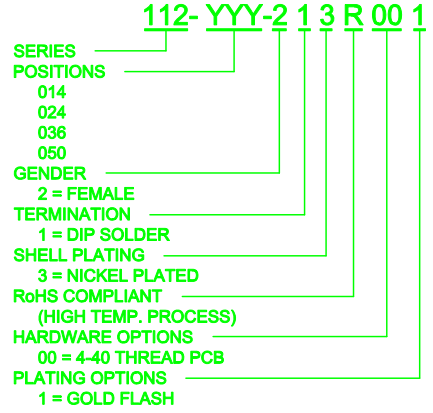 112- YYY-2 1 3 R 00 1
SERIES
POSITIONS
014
024
036
050
GENDER
2 = FEMALE
TERMINATION
1 = DIP SOLDER
SHELL PLATING
3 = NICKEL PLATED
RoHS COMPLIANT
(HIGH TEMP. PROCESS)
HARDWARE OPTIONS
00 = 4-40 THREAD PCB
PLATING OPTIONS
1 = GOLD FLASH